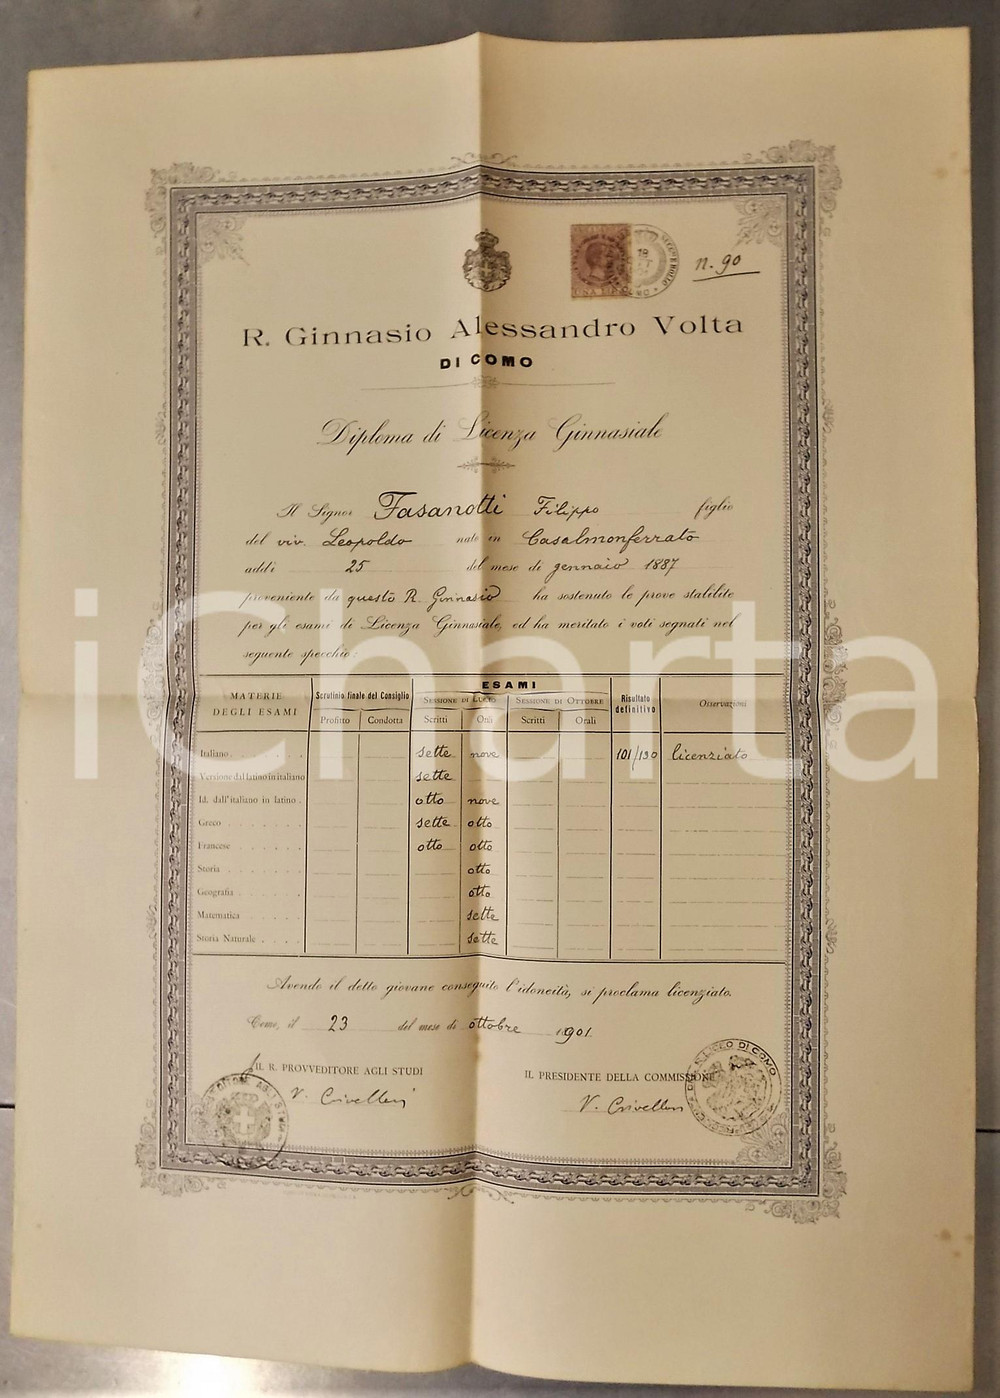 n. 90
R. Ginnasio Alessandro Volta
DI COMO
Diploma di Licenza Ginnasiale
Il Signor Fasanotti Filippo figlio
del viv. Leopoldo nato in Casalmonferrato
addì 25 del mese di gennaio 1887
proveniente da questo R. Ginnasio ha sostenuto le prove stabilite
per gli esami di Licenza Ginnasiale, ed ha meritato i voti segnati nel
seguente specchio:
MATERIE DEGLI ESAMI Scrutinio finale del Consiglio ESAMI Risultato definitivo Osservazioni
SESSIONE DI LUGLIO SESSIONE DI OTTOBRE
Profitto Condotta Scritti Orali Scritti Orali
Italiano sette nove 101/130 licenziato
Versione dal latino in italiano sette
Id. dall'italiano in latino otto nove
Greco sette otto
Francese otto otto
Storia otto
Geografia otto
Matematica sette
Storia Naturale sette
Avendo il detto giovane conseguito l'idoneità, si proclama licenziato.
Como, il 23 del mese di ottobre 1901.
IL R. PROVVEDITORE AGLI STUDI
V. Crivelleri
IL PRESIDENTE DELLA COMMISSIONE
V. Crivelleri
iCharta